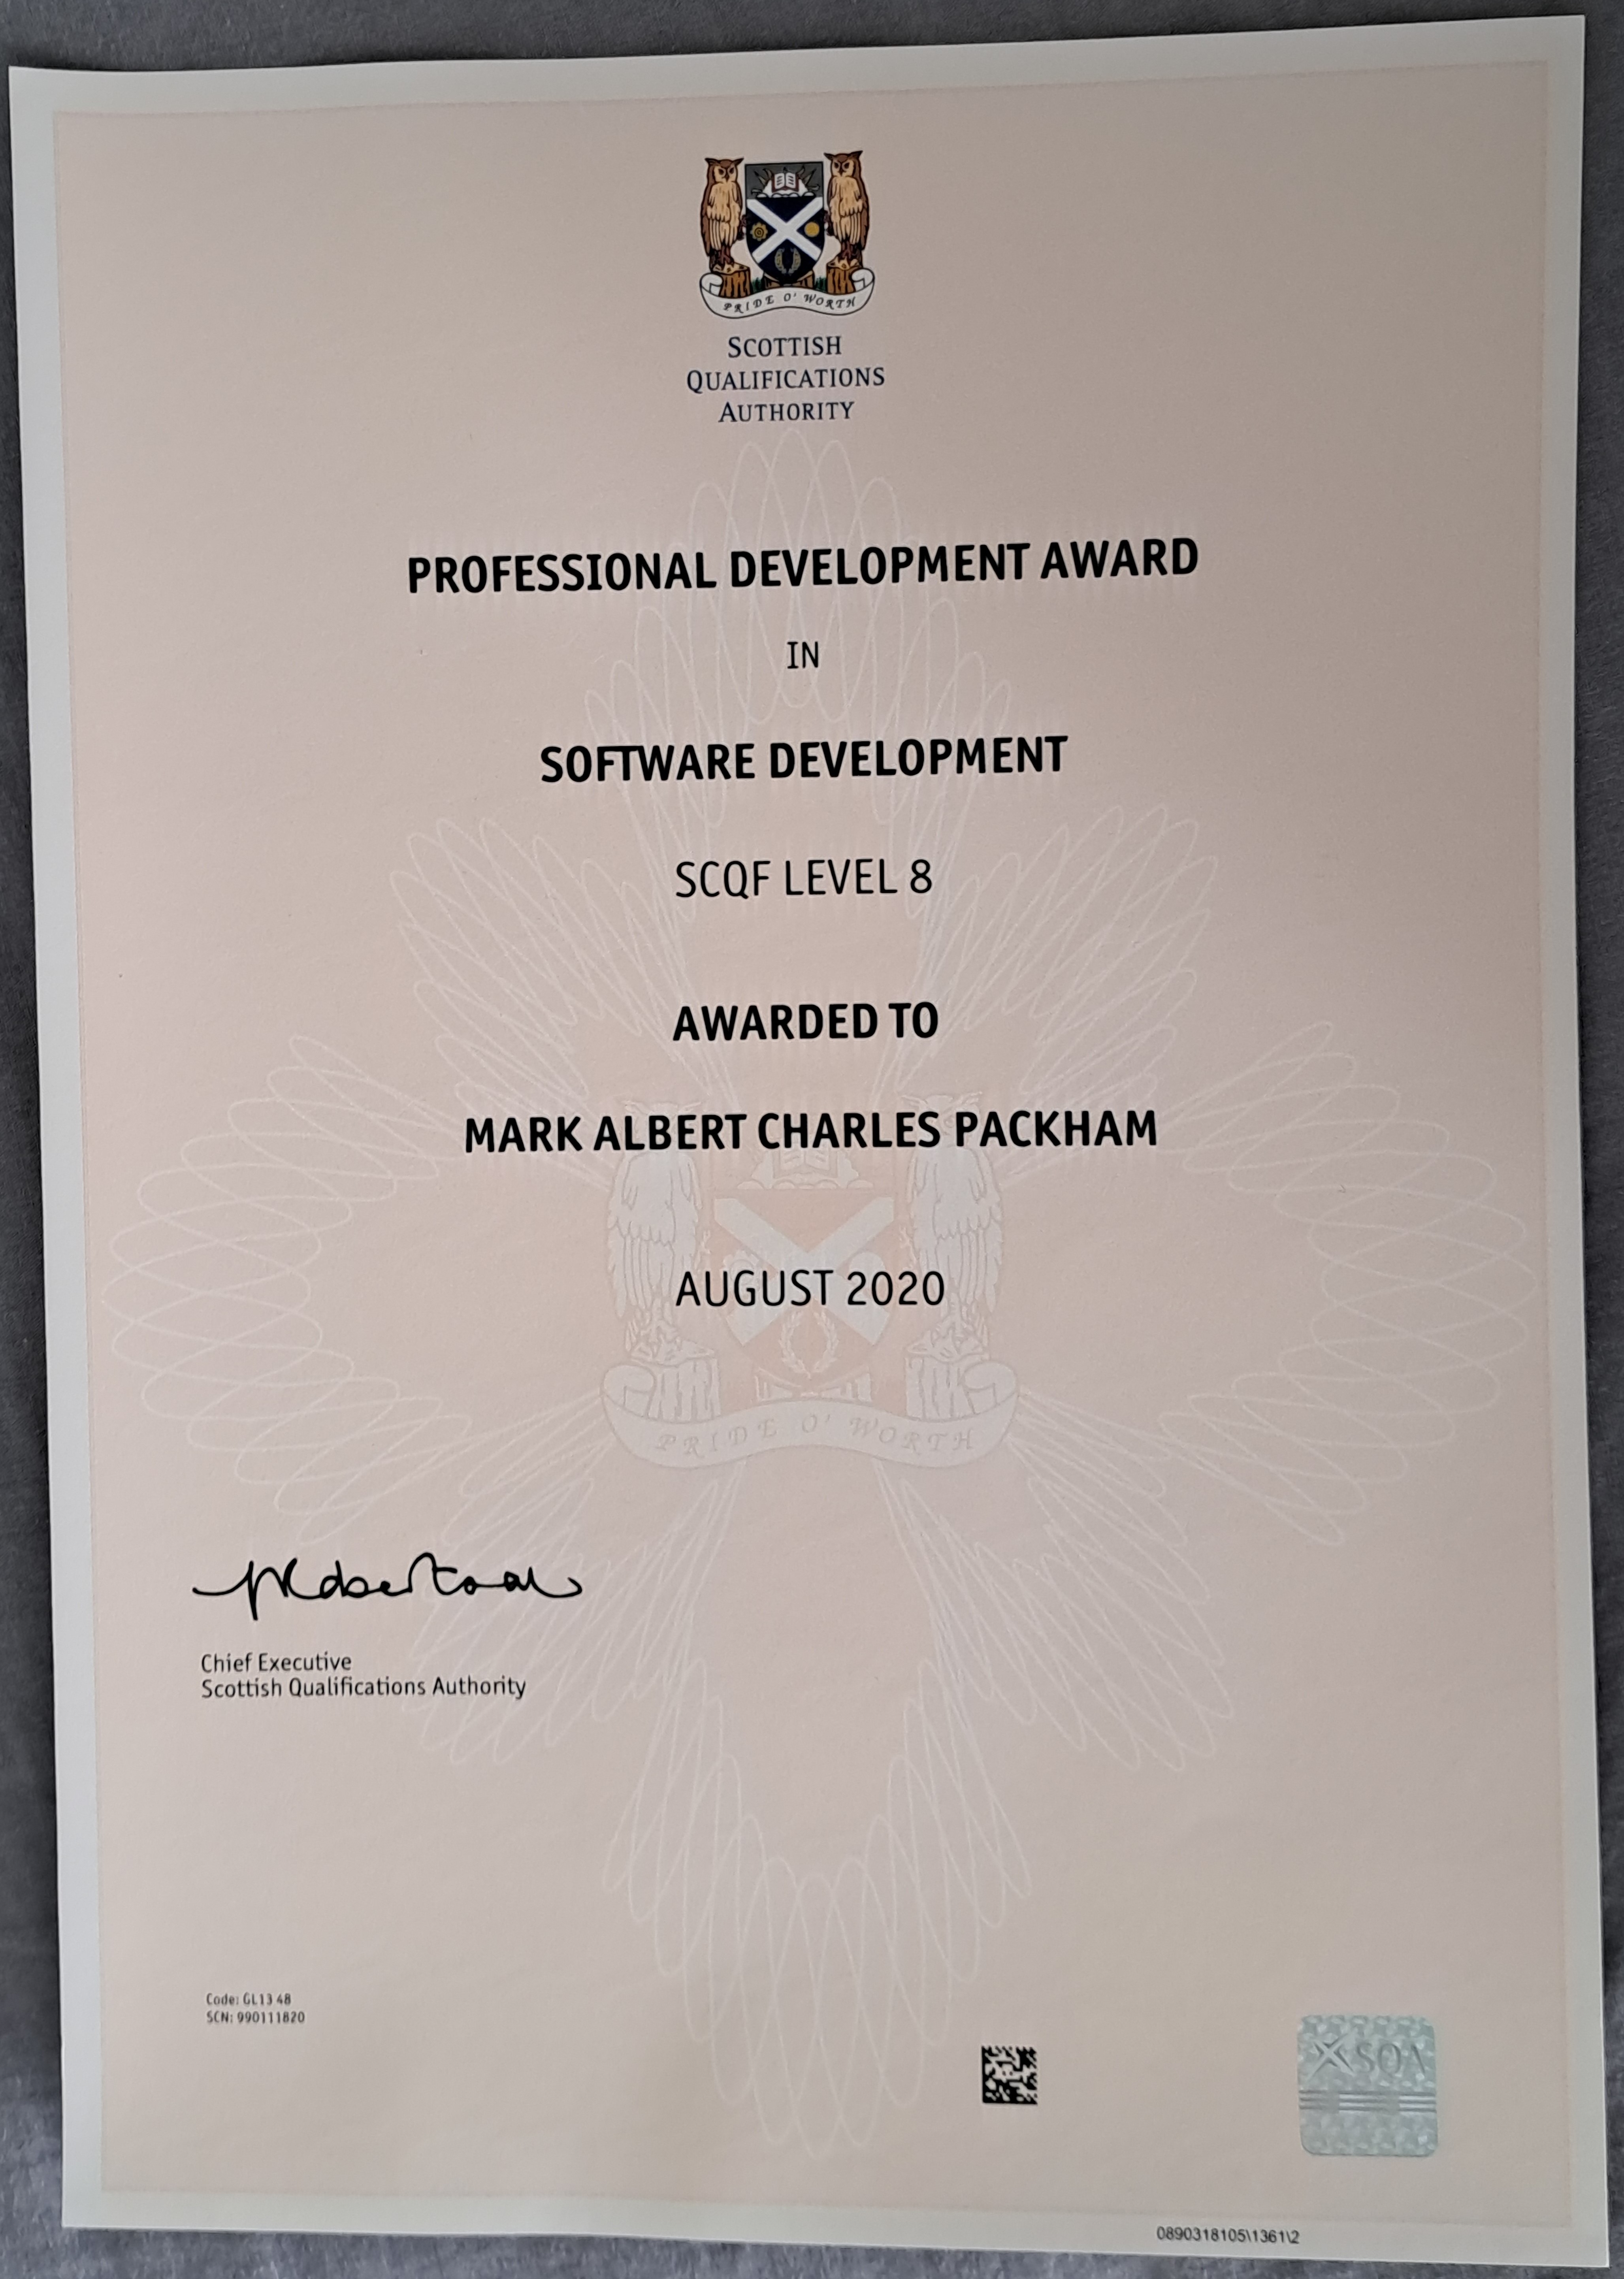 PRIDE O' WORTH
SCOTTISH
QUALIFICATIONS
AUTHORITY
PROFESSIONAL DEVELOPMENT AWARD
IN
SOFTWARE DEVELOPMENT
SCQF LEVEL 8
AWARDED TO
MARK ALBERT CHARLES PACKHAM
AUGUST 2020
PRIDE O' WORTH
Chief Executive
Scottish Qualifications Authority
Code: GL13 48
SCN: 990111820
SQA
0890318105\1361\2